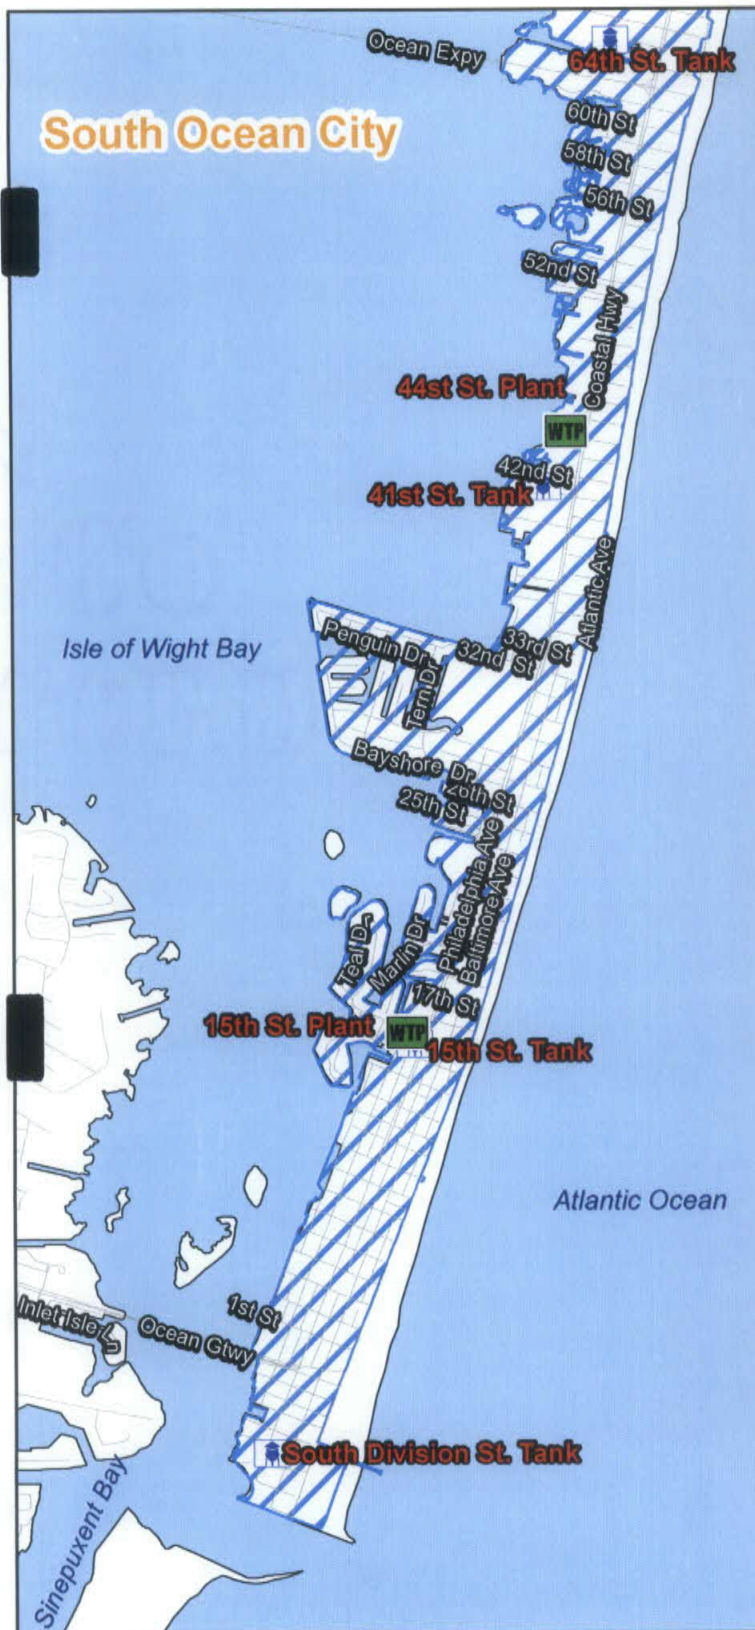 Ocean Expy
64th St. Tank
South Ocean City
60th St
58th St
56th St
52nd St
Coastal Hwy
44st St. Plant
WTP
42nd St
41st St. Tank
Atlantic Ave
Isle of Wight Bay
Penguin Dr
33rd St
32nd St
Tern Dr
Bayshore Dr
26th St
25th St
Philadelphia Ave
Baltimore Ave
Teal D
Marlin Dr
17th St
15th St. Plant
WTP
15th St. Tank
Atlantic Ocean
1st St
Inlet Isle Ln
Ocean Gtwy
South Division St. Tank
Sinepuxent Bay